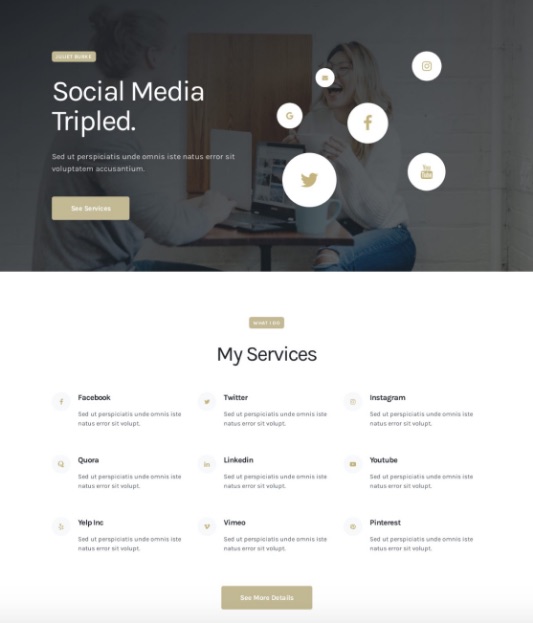 Social Media
Tripled.
Sed ut perspiciatis unde omnis iste natus error sit
voluptatem accusantium.
See Services
G
f
You
Tube
WHAT I DO
My Services
Facebook
Sed ut perspiciatis unde omnis iste
natus error sit volupt.
Twitter
Sed ut perspiciatis unde omnis iste
natus error sit volupt.
Instagram
Sed ut perspiciatis unde omnis iste
natus error sit volupt.
Quora
Sed ut perspiciatis unde omnis iste
natus error sit volupt.
Linkedin
Sed ut perspiciatis unde omnis iste
natus error sit volupt.
Youtube
Sed ut perspiciatis unde omnis iste
natus error sit volupt.
Yelp Inc
Sed ut perspiciatis unde omnis iste
natus error sit volupt.
Vimeo
Sed ut perspiciatis unde omnis iste
natus error sit volupt.
Pinterest
Sed ut perspiciatis unde omnis iste
natus error sit volupt.
See More Details